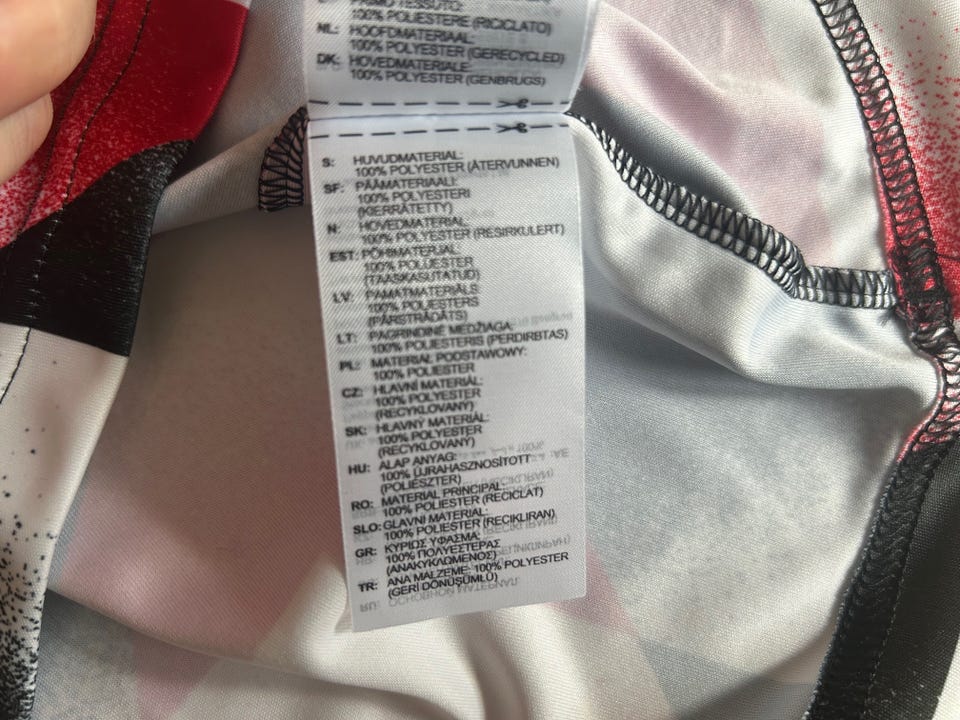 100% POLIESTERE (RICICLATO)
NL: HOOFDMATERIAAL:
100% POLYESTER (GERECYCLED)
DK: HOVEDMATERIALE:
100% POLYESTER (GENBRUGS)
S: HUVUDMATERIAL:
100% POLYESTER (ÅTERVUNNEN)
SF: PÄÄMATERIAALI:
100% POLYESTERI
(KIERRÄTETTY)
N: HOVEDMATERIAL:
100% POLYESTER (RESIRKULERT)
EST: PÕHIMATERJAL:
100% POLÜESTER
(TAASKASUTATUD)
LV: PAMATMATERIĀLS:
100% POLIESTERS
(PĀRSTRĀDĀTS)
LT: PAGRINDINĖ MEDŽIAGA:
100% POLIESTERIS (PERDIRBTAS)
PL: MATERIAŁ PODSTAWOWY:
100% POLIESTER
CZ: HLAVNÍ MATERIÁL:
100% POLYESTER
(RECYKLOVANÝ)
SK: HLAVNÝ MATERIÁL:
100% POLYESTER
(RECYKLOVANÝ)
HU: ALAP ANYAG:
100% ÚJRAHASZNOSÍTOTT
(POLIÉSZTER)
RO: MATERIAL PRINCIPAL:
100% POLIESTER (RECICLAT)
SLO: GLAVNI MATERIAL:
100% POLIESTER (RECIKLIRAN)
GR: ΚΥΡΙΩΣ ΥΦΑΣΜΑ:
100% ΠΟΛΥΕΣΤΕΡΑΣ
(ΑΝΑΚΥΚΛΩΜΕΝΟΣ)
TR: ANA MALZEME: 100% POLYESTER
(GERİ DÖNÜŞÜMLÜ)